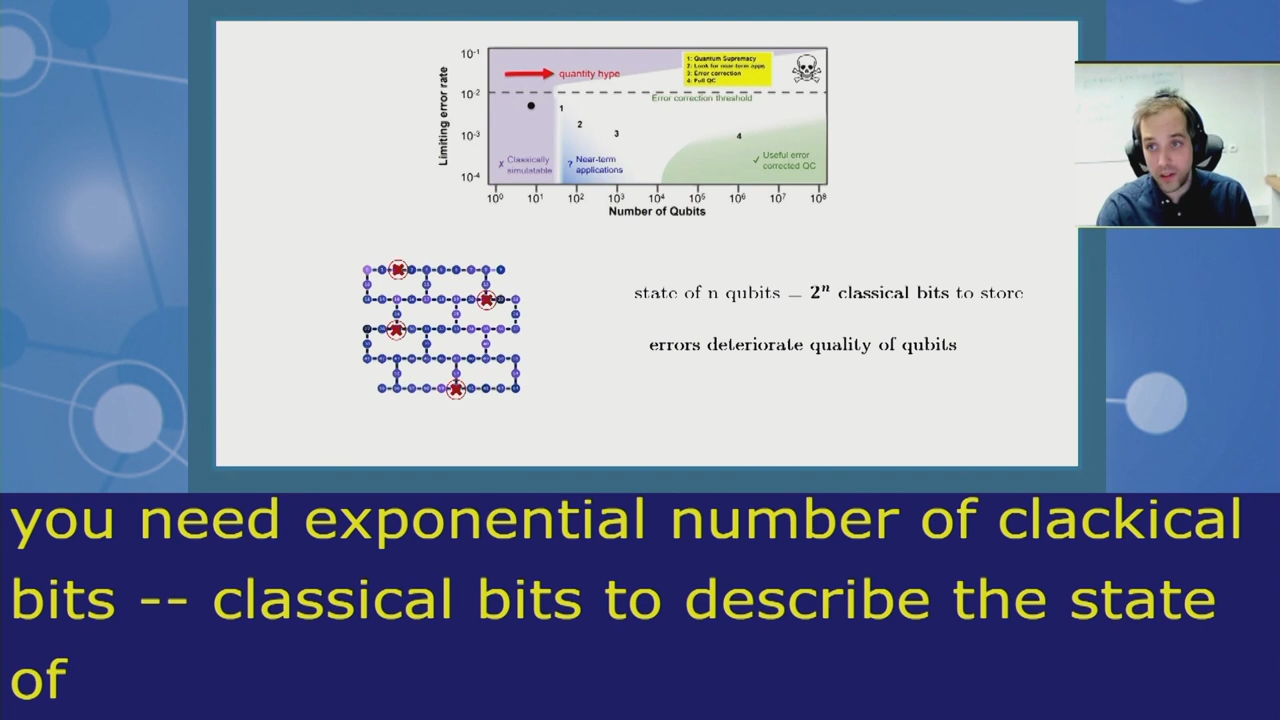 10⁻¹
10⁻²
10⁻³
10⁻⁴
Limiting error rate
quantity hype
1: Quantum Supremacy
2: Look for near-term apps
3: Error correction
4: Full QC
Error correction threshold
1
2
3
4
✗ Classically
simulatable
? Near-term
applications
✓ Useful error
corrected QC
10⁰ 10¹ 10² 10³ 10⁴ 10⁵ 10⁶ 10⁷ 10⁸
Number of Qubits
state of n qubits = 2ⁿ classical bits to store
errors deteriorate quality of qubits
you need exponential number of clackical
bits -- classical bits to describe the state
of